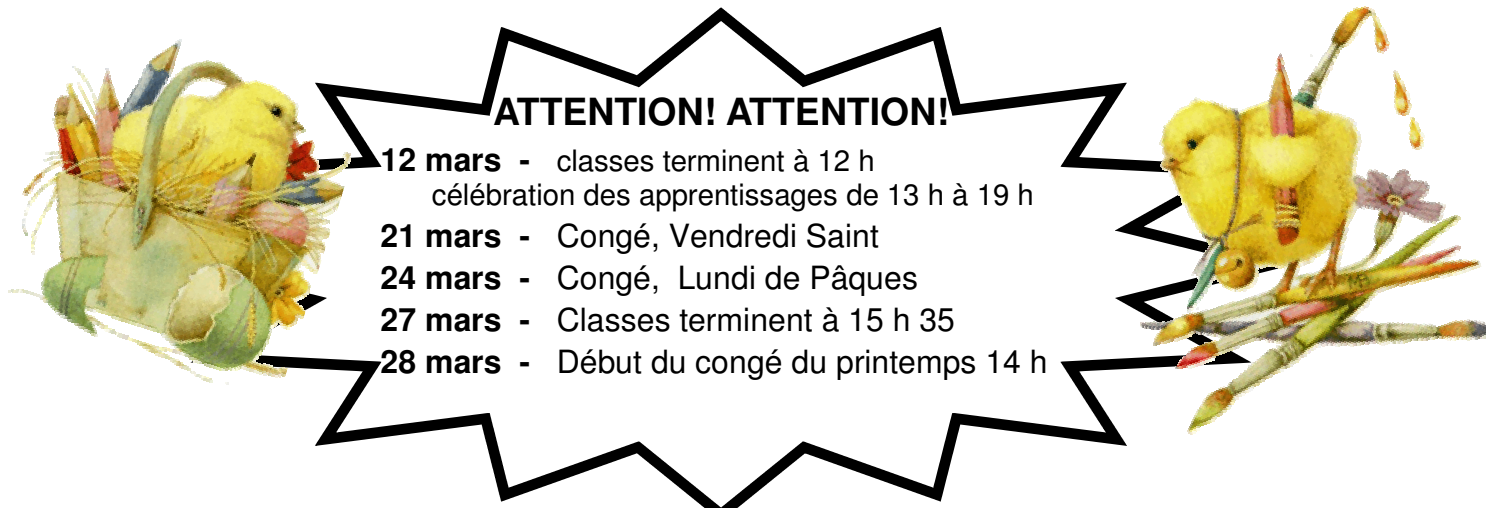 ATTENTION! ATTENTION!
12 mars - classes terminent à 12 h
célébration des apprentissages de 13 h à 19 h
21 mars - Congé, Vendredi Saint
24 mars - Congé, Lundi de Pâques
27 mars - Classes terminent à 15 h 35
28 mars - Début du congé du printemps 14 h